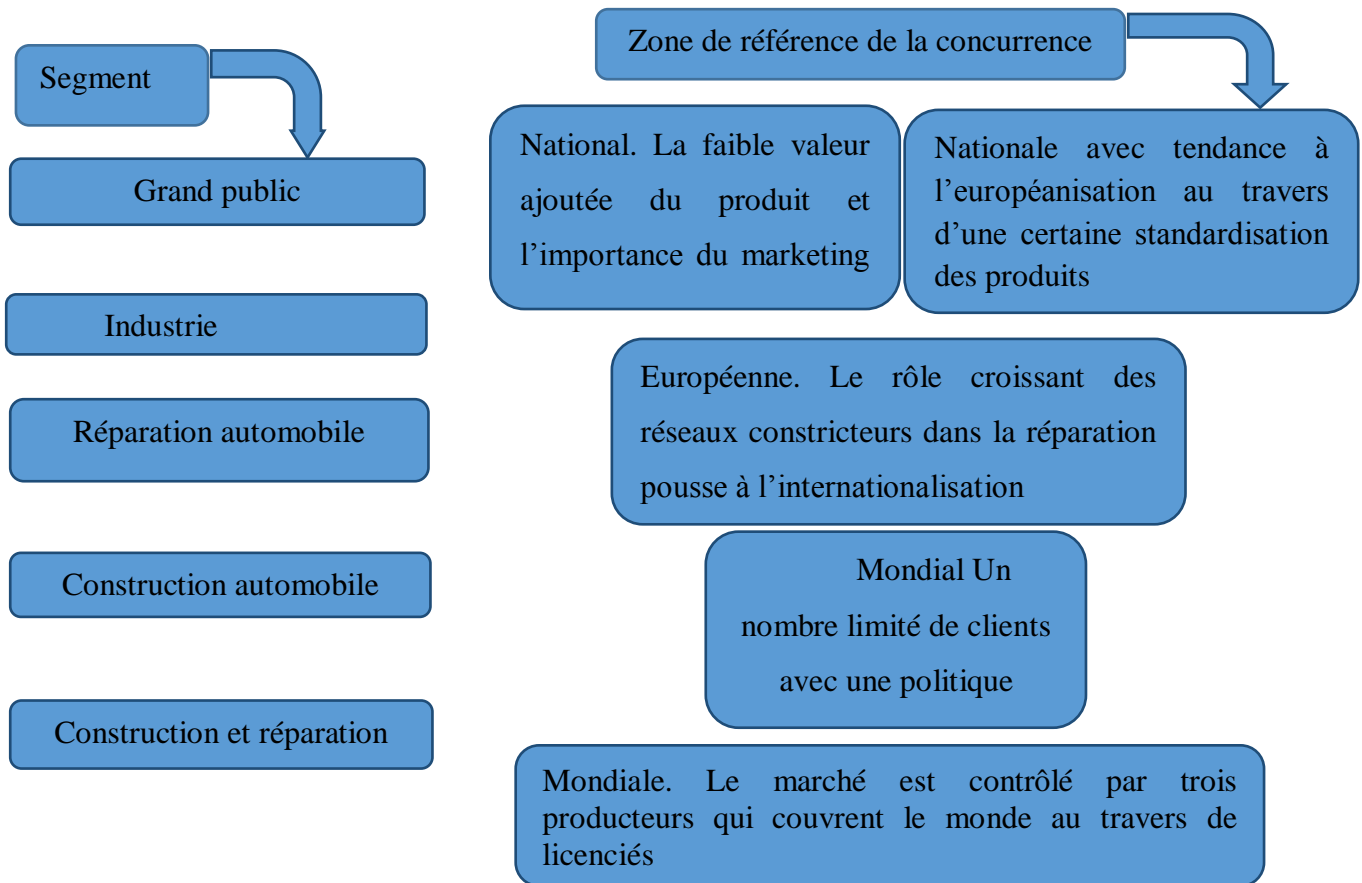 Segment
Grand public
Industrie
Réparation automobile
Construction automobile
Construction et réparation
Zone de référence de la concurrence
National. La faible valeur
ajoutée du produit et
l’importance du marketing
Nationale avec tendance à
l’européanisation au travers
d’une certaine standardisation
des produits
Européenne. Le rôle croissant des
réseaux constricteurs dans la réparation
pousse à l’internationalisation
Mondial Un
nombre limité de clients
avec une politique
Mondiale. Le marché est contrôlé par trois
producteurs qui couvrent le monde au travers de
licenciés